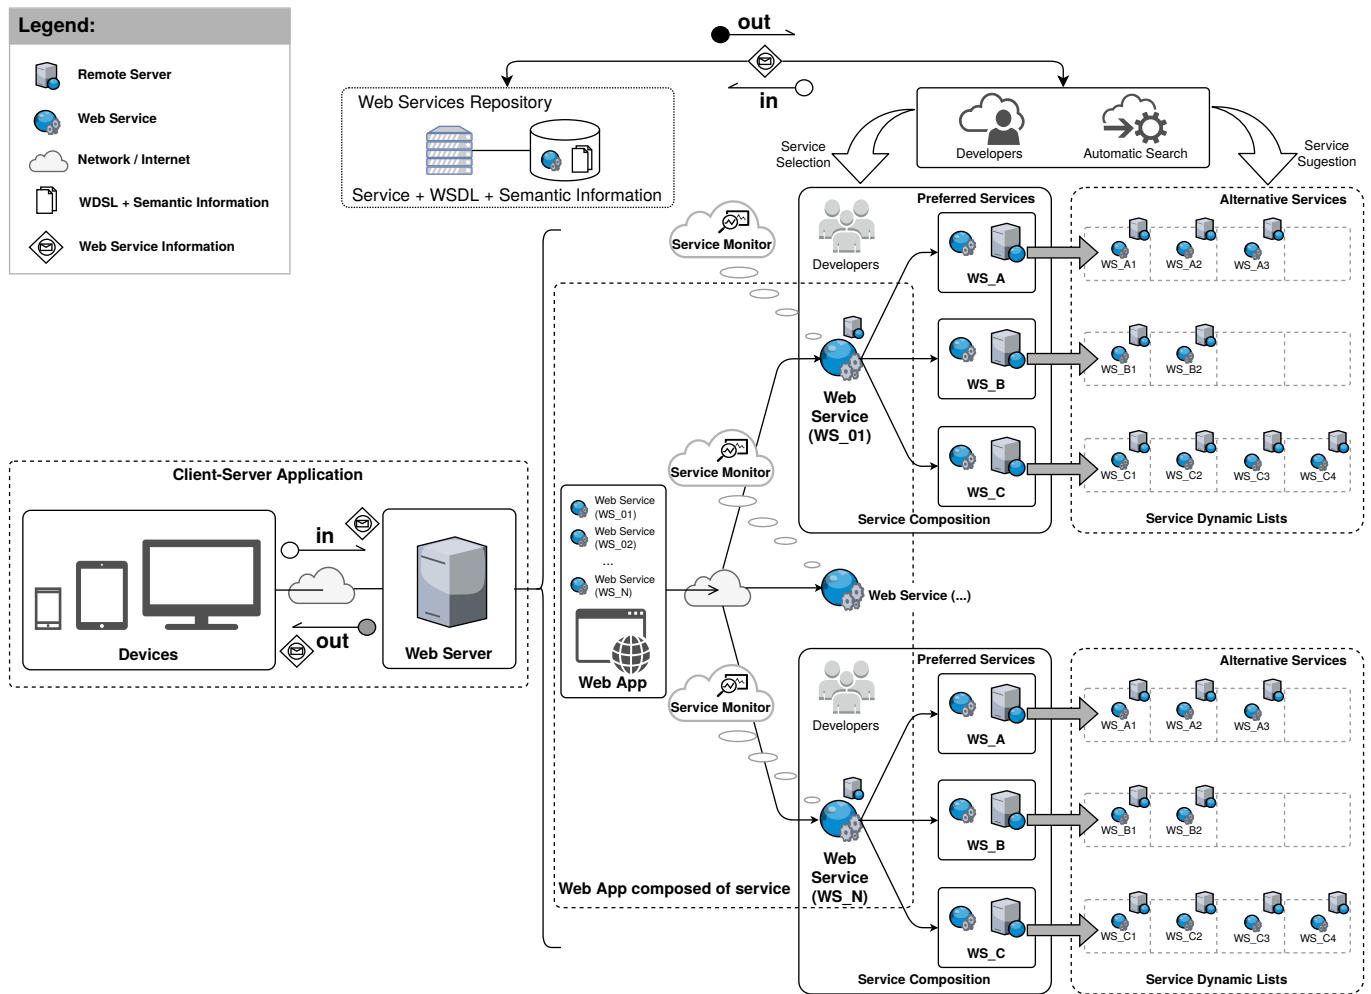 Legend:
Remote Server
Web Service
Network / Internet
WDSL + Semantic Information
Web Service Information
out
in
Web Services Repository
Service + WSDL + Semantic Information
Developers
Automatic Search
Service
Selection
Service
Sugestion
Service Monitor
Developers
Preferred Services
WS_A
WS_B
WS_C
Web
Service
(WS_01)
Service Composition
Alternative Services
WS_A1
WS_A2
WS_A3
WS_B1
WS_B2
WS_C1
WS_C2
WS_C3
WS_C4
Service Dynamic Lists
Client-Server Application
in
out
Devices
Web Server
Service Monitor
Web Service
(WS_01)
Web Service
(WS_02)
...
Web Service
(WS_N)
Web App
Web Service (...)
Service Monitor
Web App composed of service
Developers
Preferred Services
WS_A
WS_B
WS_C
Web
Service
(WS_N)
Service Composition
Alternative Services
WS_A1
WS_A2
WS_A3
WS_B1
WS_B2
WS_C1
WS_C2
WS_C3
WS_C4
Service Dynamic Lists